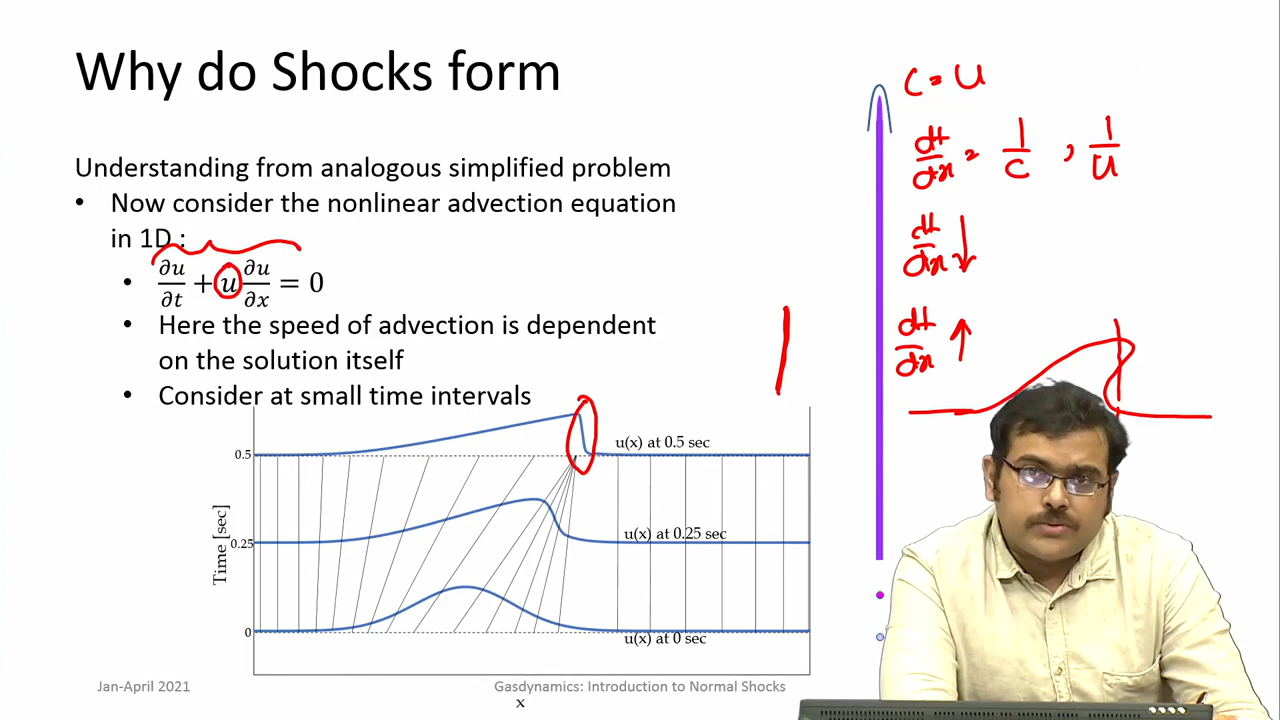 Why do Shocks form
Understanding from analogous simplified problem
• Now consider the nonlinear advection equation
in 1D :
• ∂u/∂t + u ∂u/∂x = 0
• Here the speed of advection is dependent
on the solution itself
• Consider at small time intervals
c = u
dt/dx = 1/c , 1/u
dt/dx ↓
dt/dx ↑
Time [sec]
0.5
u(x) at 0.5 sec
0.25
u(x) at 0.25 sec
0
u(x) at 0 sec
x
Jan-April 2021
Gasdynamics: Introduction to Normal Shocks